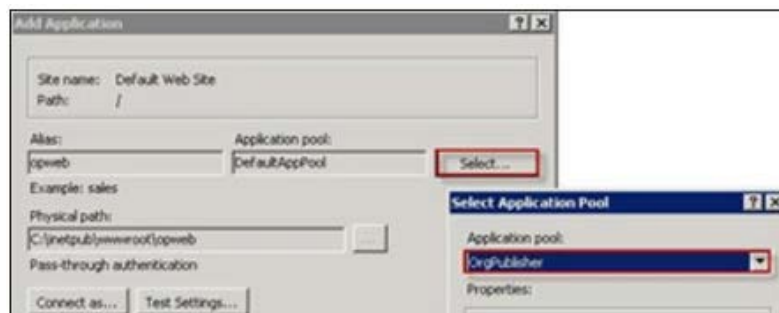 Add Application
Site name: Default Web Site
Path: /
Alias:
Application pool:
opweb
DefaultAppPool
Select...
Example: sales
Physical path:
C:\inetpub\wwwroot\opweb
...
Pass-through authentication
Connect as...
Test Settings...
Select Application Pool
Application pool:
OrgPublisher
Properties: